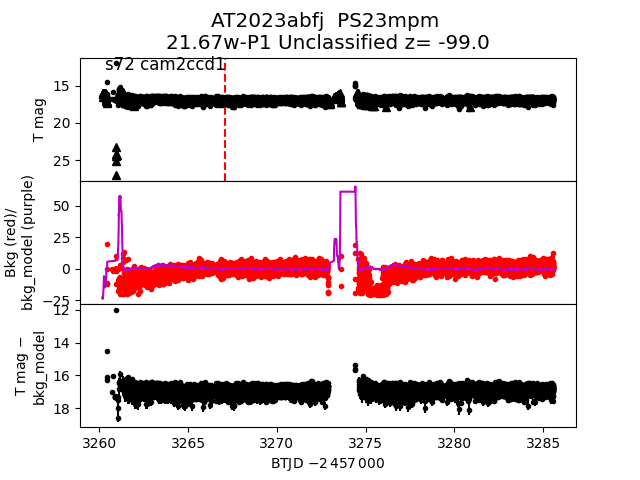 AT2023abfj PS23mpm
21.67w-P1 Unclassified z= -99.0
s72 cam2ccd1
T mag
15
20
25
Bkg (red)/
bkg_model (purple)
50
25
0
−25
T mag −
bkg_model
12
14
16
18
3260
3265
3270
3275
3280
3285
BTJD −2 457 000